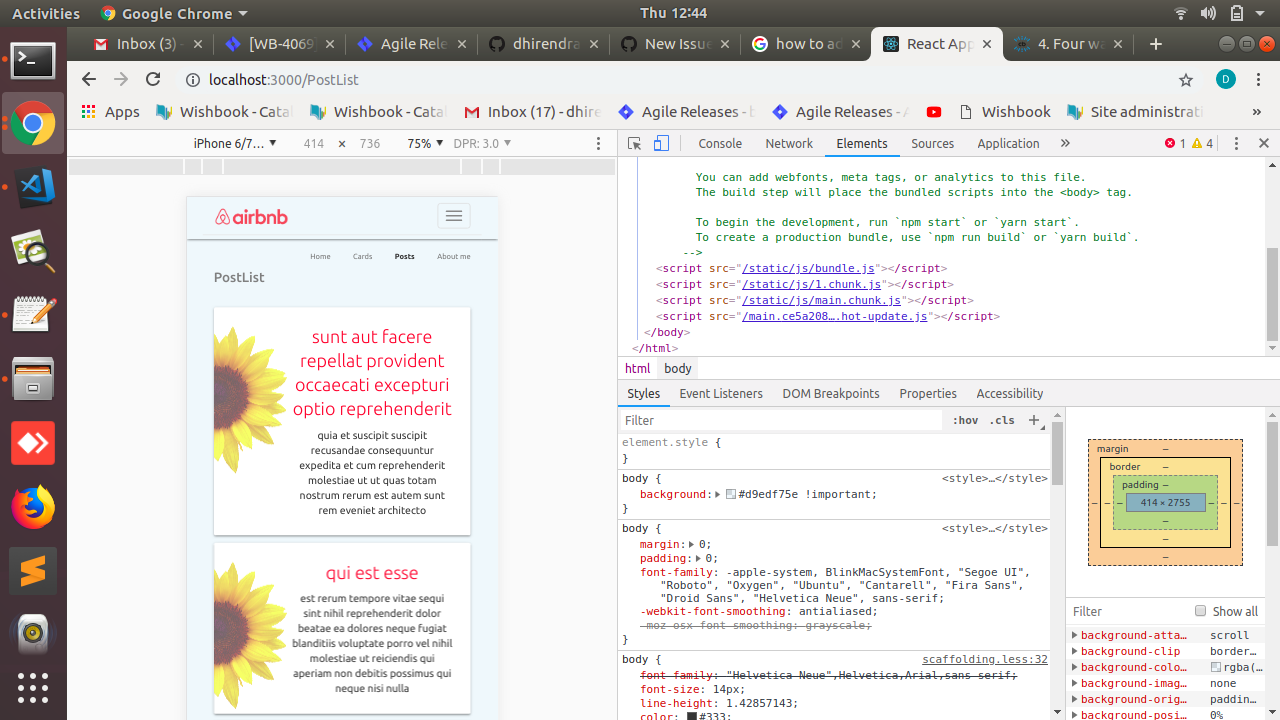 Activities Google Chrome Thu 12:44
Inbox (3) - [WB-4069] Agile Rele dhirendra New Issue how to ad React App 4. Four wa
localhost:3000/PostList D
Apps Wishbook - Catal Wishbook - Catal Inbox (17) - dhire Agile Releases - b Agile Releases - A Wishbook Site administrati »
iPhone 6/7… 414 × 736 75% DPR: 3.0
Console Network Elements Sources Application » 1 4
airbnb
Home Cards Posts About me
PostList
sunt aut facere
repellat provident
occaecati excepturi
optio reprehenderit
quia et suscipit suscipit
recusandae consequuntur
expedita et cum reprehenderit
molestiae ut ut quas totam
nostrum rerum est autem sunt
rem eveniet architecto
qui est esse
est rerum tempore vitae sequi
sint nihil reprehenderit dolor
beatae ea dolores neque fugiat
blanditiis voluptate porro vel nihil
molestiae ut reiciendis qui
aperiam non debitis possimus qui
neque nisi nulla
You can add webfonts, meta tags, or analytics to this file.
The build step will place the bundled scripts into the <body> tag.
To begin the development, run `npm start` or `yarn start`.
To create a production bundle, use `npm run build` or `yarn build`.
-->
<script src="/static/js/bundle.js"></script>
<script src="/static/js/1.chunk.js"></script>
<script src="/static/js/main.chunk.js"></script>
<script src="/main.ce5a208….hot-update.js"></script>
</body>
</html>
html body
Styles Event Listeners DOM Breakpoints Properties Accessibility
Filter :hov .cls +
element.style {
}
body { <style>…</style>
background: #d9edf75e !important;
}
body { <style>…</style>
margin: 0;
padding: 0;
font-family: -apple-system, BlinkMacSystemFont, "Segoe UI",
"Roboto", "Oxygen", "Ubuntu", "Cantarell", "Fira Sans",
"Droid Sans", "Helvetica Neue", sans-serif;
-webkit-font-smoothing: antialiased;
-moz-osx-font-smoothing: grayscale;
}
body { scaffolding.less:32
font-family: "Helvetica Neue",Helvetica,Arial,sans-serif;
font-size: 14px;
line-height: 1.42857143;
color: #333;
margin –
border –
padding –
– – – 414 × 2755 – – –
–
–
–
Filter Show all
background-atta… scroll
background-clip border…
background-colo… rgba(…
background-imag… none
background-orig… paddin…
background-posi… 0%